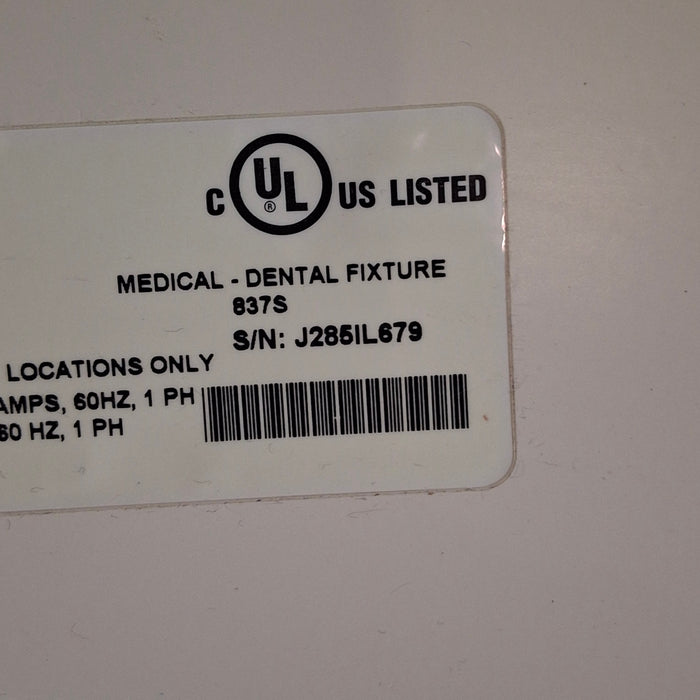 C UL® US LISTED
MEDICAL - DENTAL FIXTURE
837S
S/N: J285IL679
LOCATIONS ONLY
AMPS, 60HZ, 1 PH
60 HZ, 1 PH